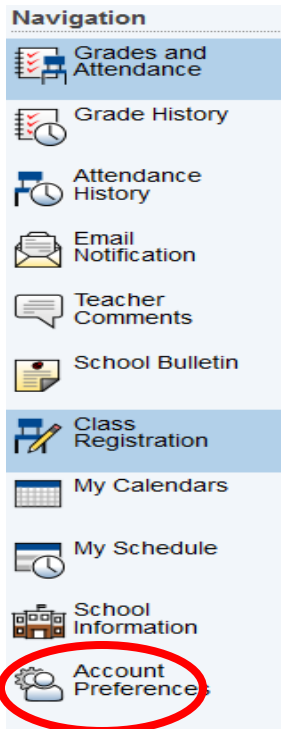 Navigation
Grades and
Attendance
Grade History
Attendance
History
Email
Notification
Teacher
Comments
School Bulletin
Class
Registration
My Calendars
My Schedule
School
Information
Account
Preferences